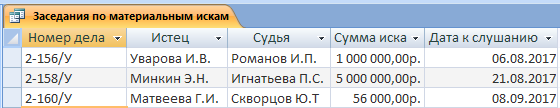 Заседания по материальным искам
Номер дела Истец Судья Сумма иска Дата к слушанию
2-156/У Уварова И.В. Романов И.П. 1 000 000,00р. 06.08.2017
2-158/У Минкин Э.Н. Игнатьева П.С. 5 000 000,00р. 21.08.2017
2-160/У Матвеева Г.И. Скворцов Ю.Т 56 000,00р. 08.09.2017